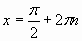 x = π/2 + 2πn